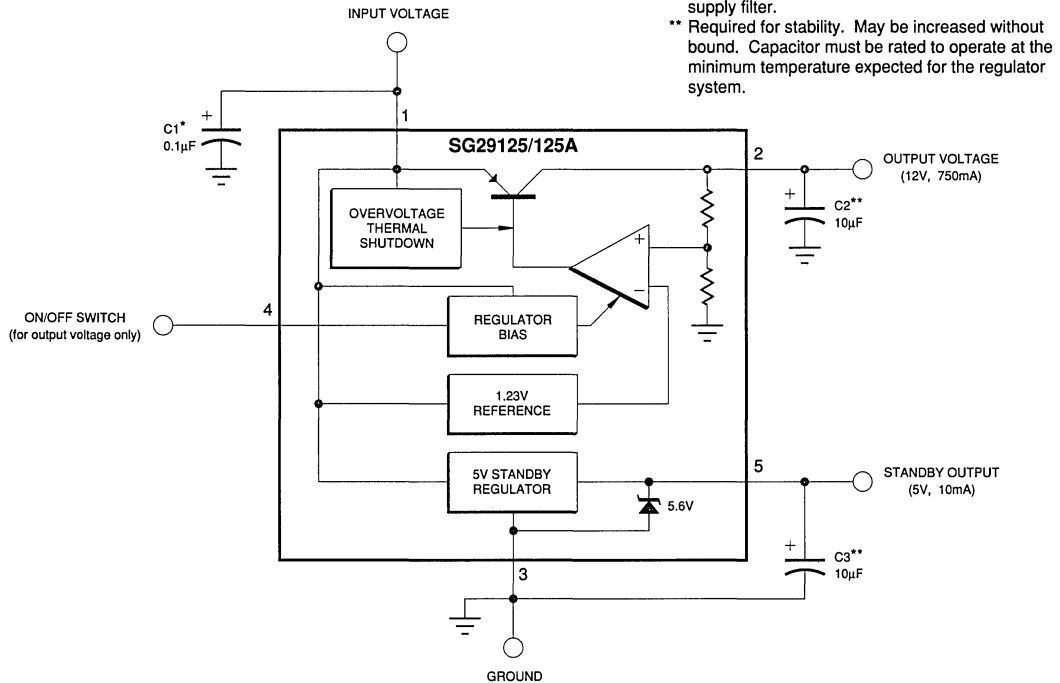 supply filter.
** Required for stability. May be increased without
bound. Capacitor must be rated to operate at the
minimum temperature expected for the regulator
system.
INPUT VOLTAGE
+
C1*
0.1µF
1
SG29125/125A
2
OUTPUT VOLTAGE
(12V, 750mA)
+
C2**
10µF
OVERVOLTAGE
THERMAL
SHUTDOWN
+
−
4
ON/OFF SWITCH
(for output voltage only)
REGULATOR
BIAS
1.23V
REFERENCE
5V STANDBY
REGULATOR
5.6V
5
STANDBY OUTPUT
(5V, 10mA)
+
C3**
10µF
3
GROUND